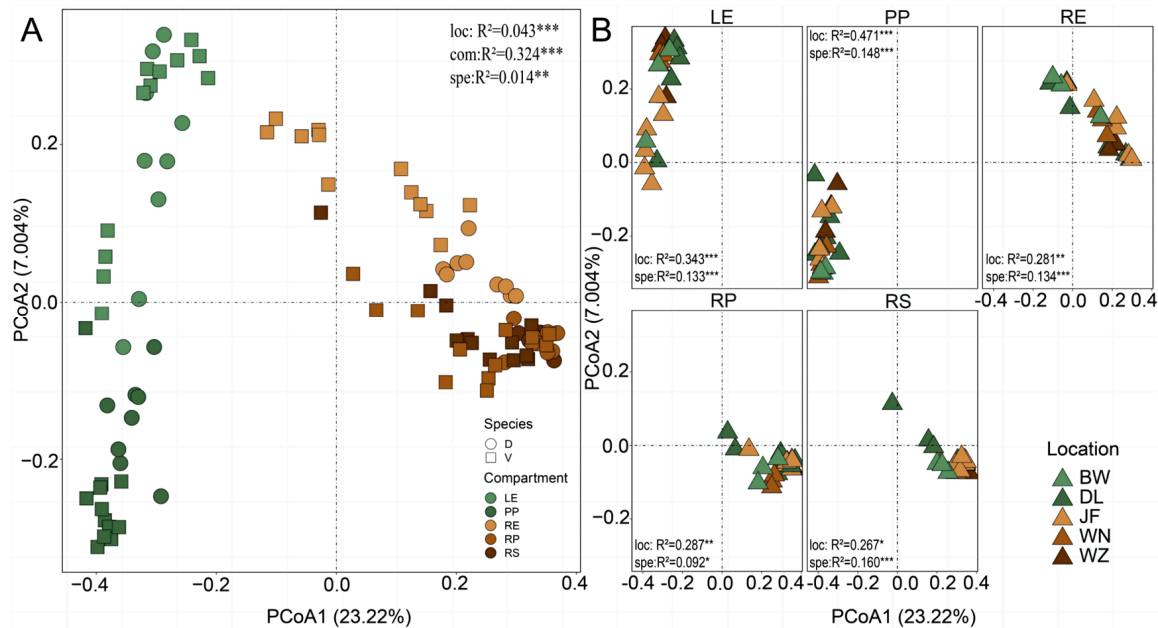 A
loc: R²=0.043***
com:R²=0.324***
spe:R²=0.014**
PCoA2 (7.004%)
0.2
0.0
−0.2
−0.4
−0.2
0.0
0.2
0.4
PCoA1 (23.22%)
Species
D
V
Compartment
LE
PP
RE
RP
RS
B
LE
PP
RE
0.2
0.0
-0.2
loc: R²=0.343***
spe:R²=0.133***
loc: R²=0.471***
spe:R²=0.148***
loc: R²=0.281**
spe:R²=0.134***
-0.4 -0.2 0.0 0.2 0.4
PCoA2 (7.004%)
RP
RS
0.2
0.0
-0.2
loc: R²=0.287**
spe:R²=0.092*
loc: R²=0.267*
spe:R²=0.160***
-0.4 -0.2 0.0 0.2 0.4
-0.4 -0.2 0.0 0.2 0.4
PCoA1 (23.22%)
Location
BW
DL
JF
WN
WZ